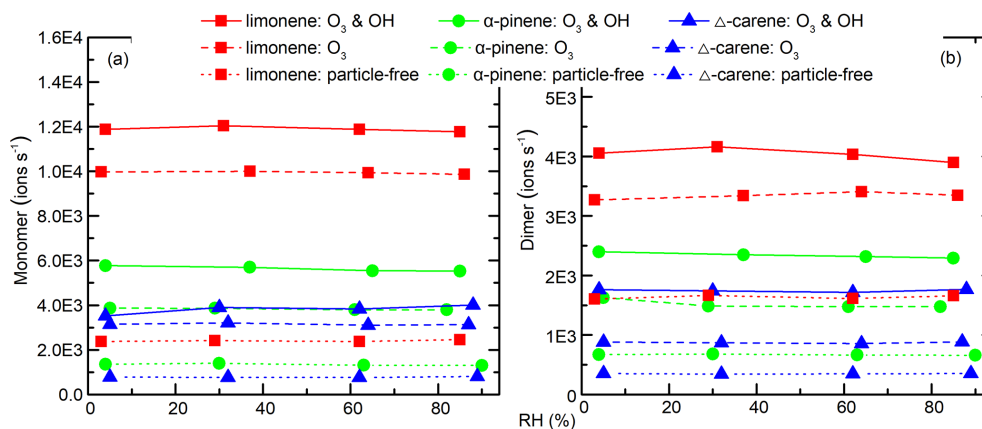 limonene: O₃ & OH α-pinene: O₃ & OH △-carene: O₃ & OH
limonene: O₃ α-pinene: O₃ △-carene: O₃
limonene: particle-free α-pinene: particle-free △-carene: particle-free
(a)
Monomer (ions s⁻¹)
1.6E4
1.4E4
1.2E4
1.0E4
8.0E3
6.0E3
4.0E3
2.0E3
0.0
0 20 40 60 80
(b)
Dimer (ions s⁻¹)
5E3
4E3
3E3
2E3
1E3
0
0 20 40 60 80
RH (%)